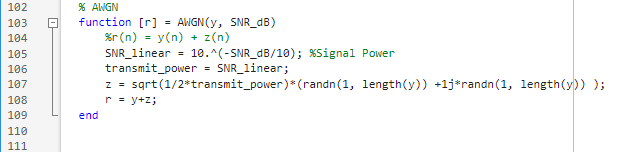 102 % AWGN
103 function [r] = AWGN(y, SNR_dB)
104 %r(n) = y(n) + z(n)
105 SNR_linear = 10.^(-SNR_dB/10); %Signal Power
106 transmit_power = SNR_linear;
107 z = sqrt(1/2*transmit_power)*(randn(1, length(y)) +1j*randn(1, length(y)) );
108 r = y+z;
109 end
110
111